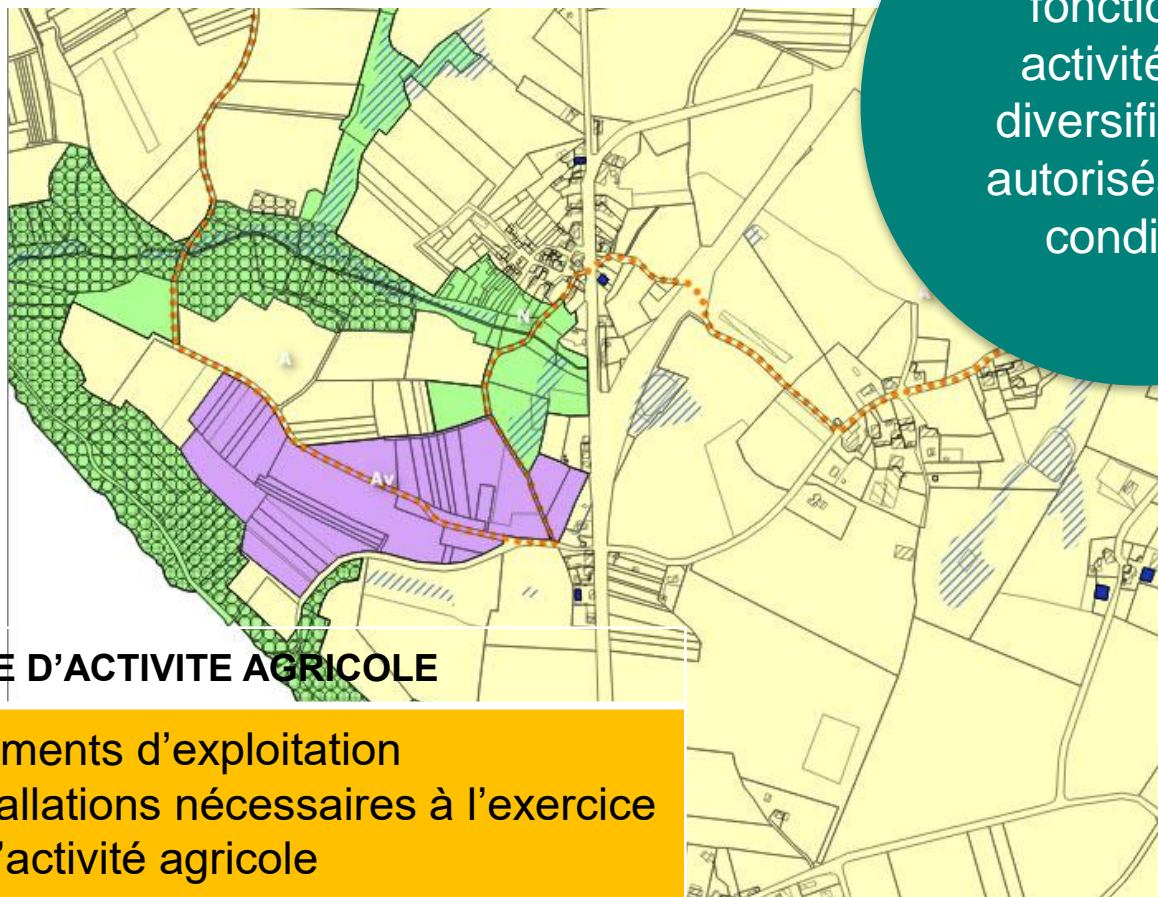 fonctio
activité
diversifi
autorisé
condi
A
N
Av
E D’ACTIVITE AGRICOLE
ments d’exploitation
allations nécessaires à l’exercice
’activité agricole